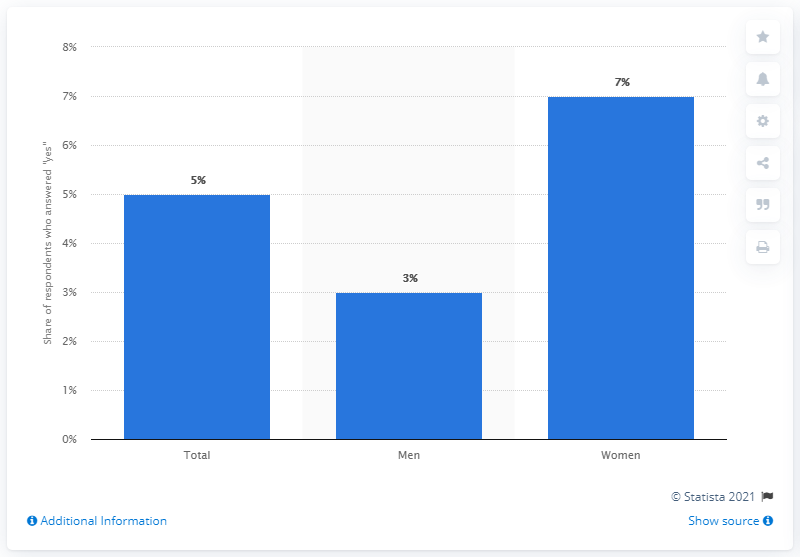 8%
7%
6%
5%
4%
3%
2%
1%
0%
Share of respondents who answered "yes"
5%
3%
7%
Total
Men
Women
© Statista 2021
Additional Information
Show source